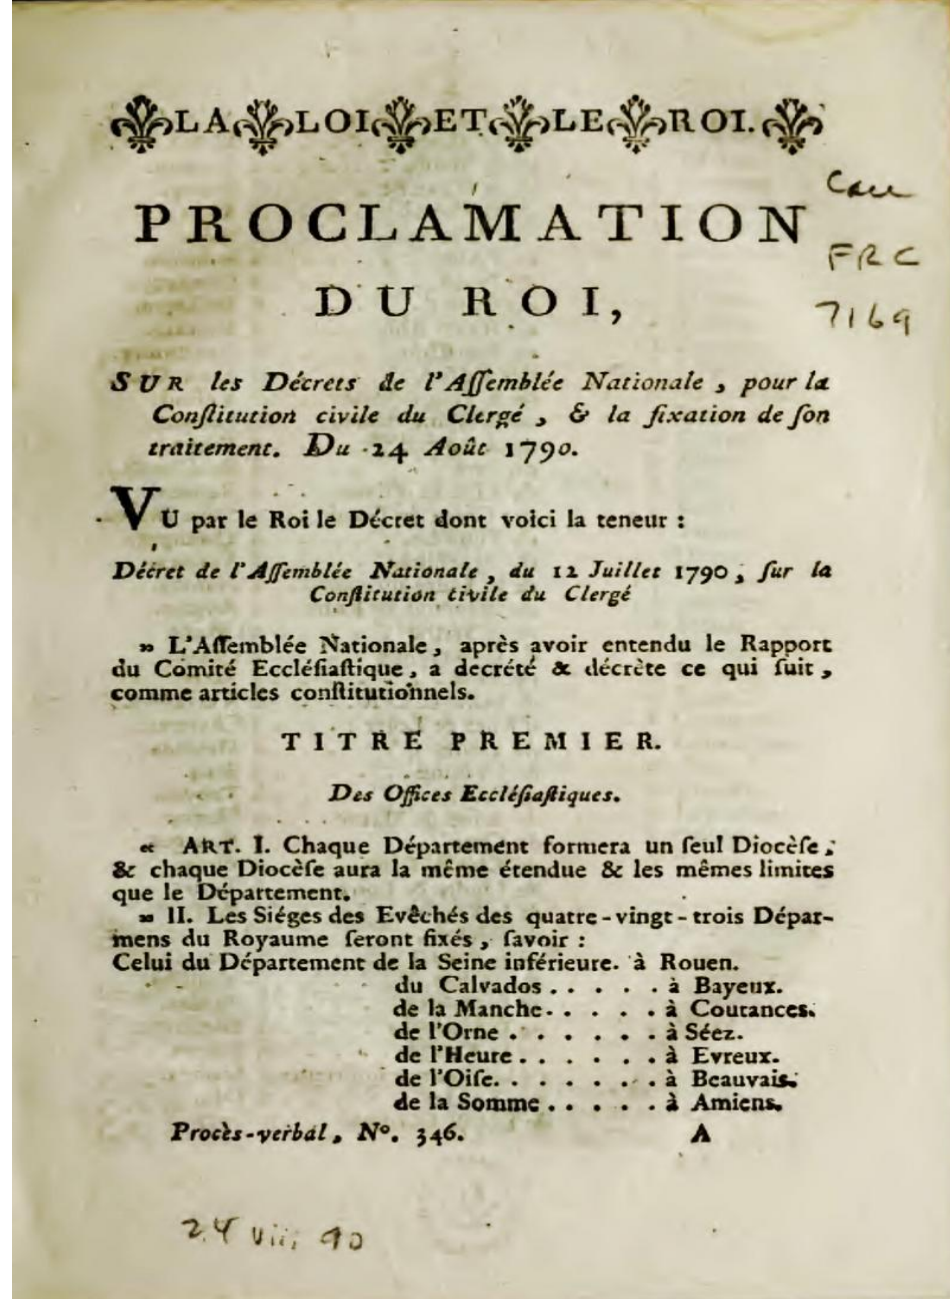 LA LOI ET LE ROI.
Cau
PROCLAMATION
FRC
DU ROI,
7169
SUR les Décrets de l'Aſſemblée Nationale, pour la
Conſtitution civile du Clergé, & la fixation de ſon
traitement. Du 24 Août 1790.
VU par le Roi le Décret dont voici la teneur :
Décret de l'Aſſemblée Nationale, du 12 Juillet 1790, ſur la
Conſtitution civile du Clergé
» L'Aſſemblée Nationale, après avoir entendu le Rapport
du Comité Eccléſiaſtique, a decrété & décrète ce qui ſuit,
comme articles conſtitutionnels.
TITRE PREMIER.
Des Offices Eccléſiaſtiques.
« ART. I. Chaque Département formera un ſeul Diocèſe,
& chaque Diocèſe aura la même étendue & les mêmes limites
que le Département.
» II. Les Siéges des Evêchés des quatre-vingt-trois Dépar-
mens du Royaume ſeront fixés, ſavoir :
Celui du Département de la Seine inférieure. à Rouen.
du Calvados . . . . . à Bayeux.
de la Manche . . . . . à Coutances.
de l'Orne . . . . . . . à Séez.
de l'Heure . . . . . . à Evreux.
de l'Oiſe. . . . . . . . à Beauvais.
de la Somme . . . . . à Amiens.
Procès-verbal, N°. 346. A
24 viii, 90